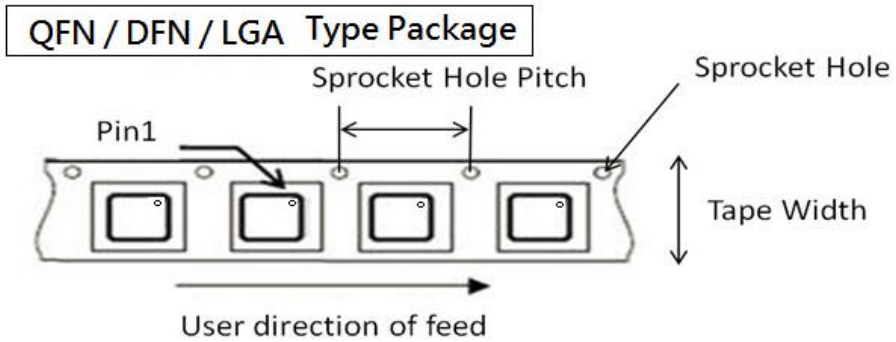 QFN / DFN / LGA Type Package
Sprocket Hole Pitch
Sprocket Hole
Pin1
Tape Width
User direction of feed